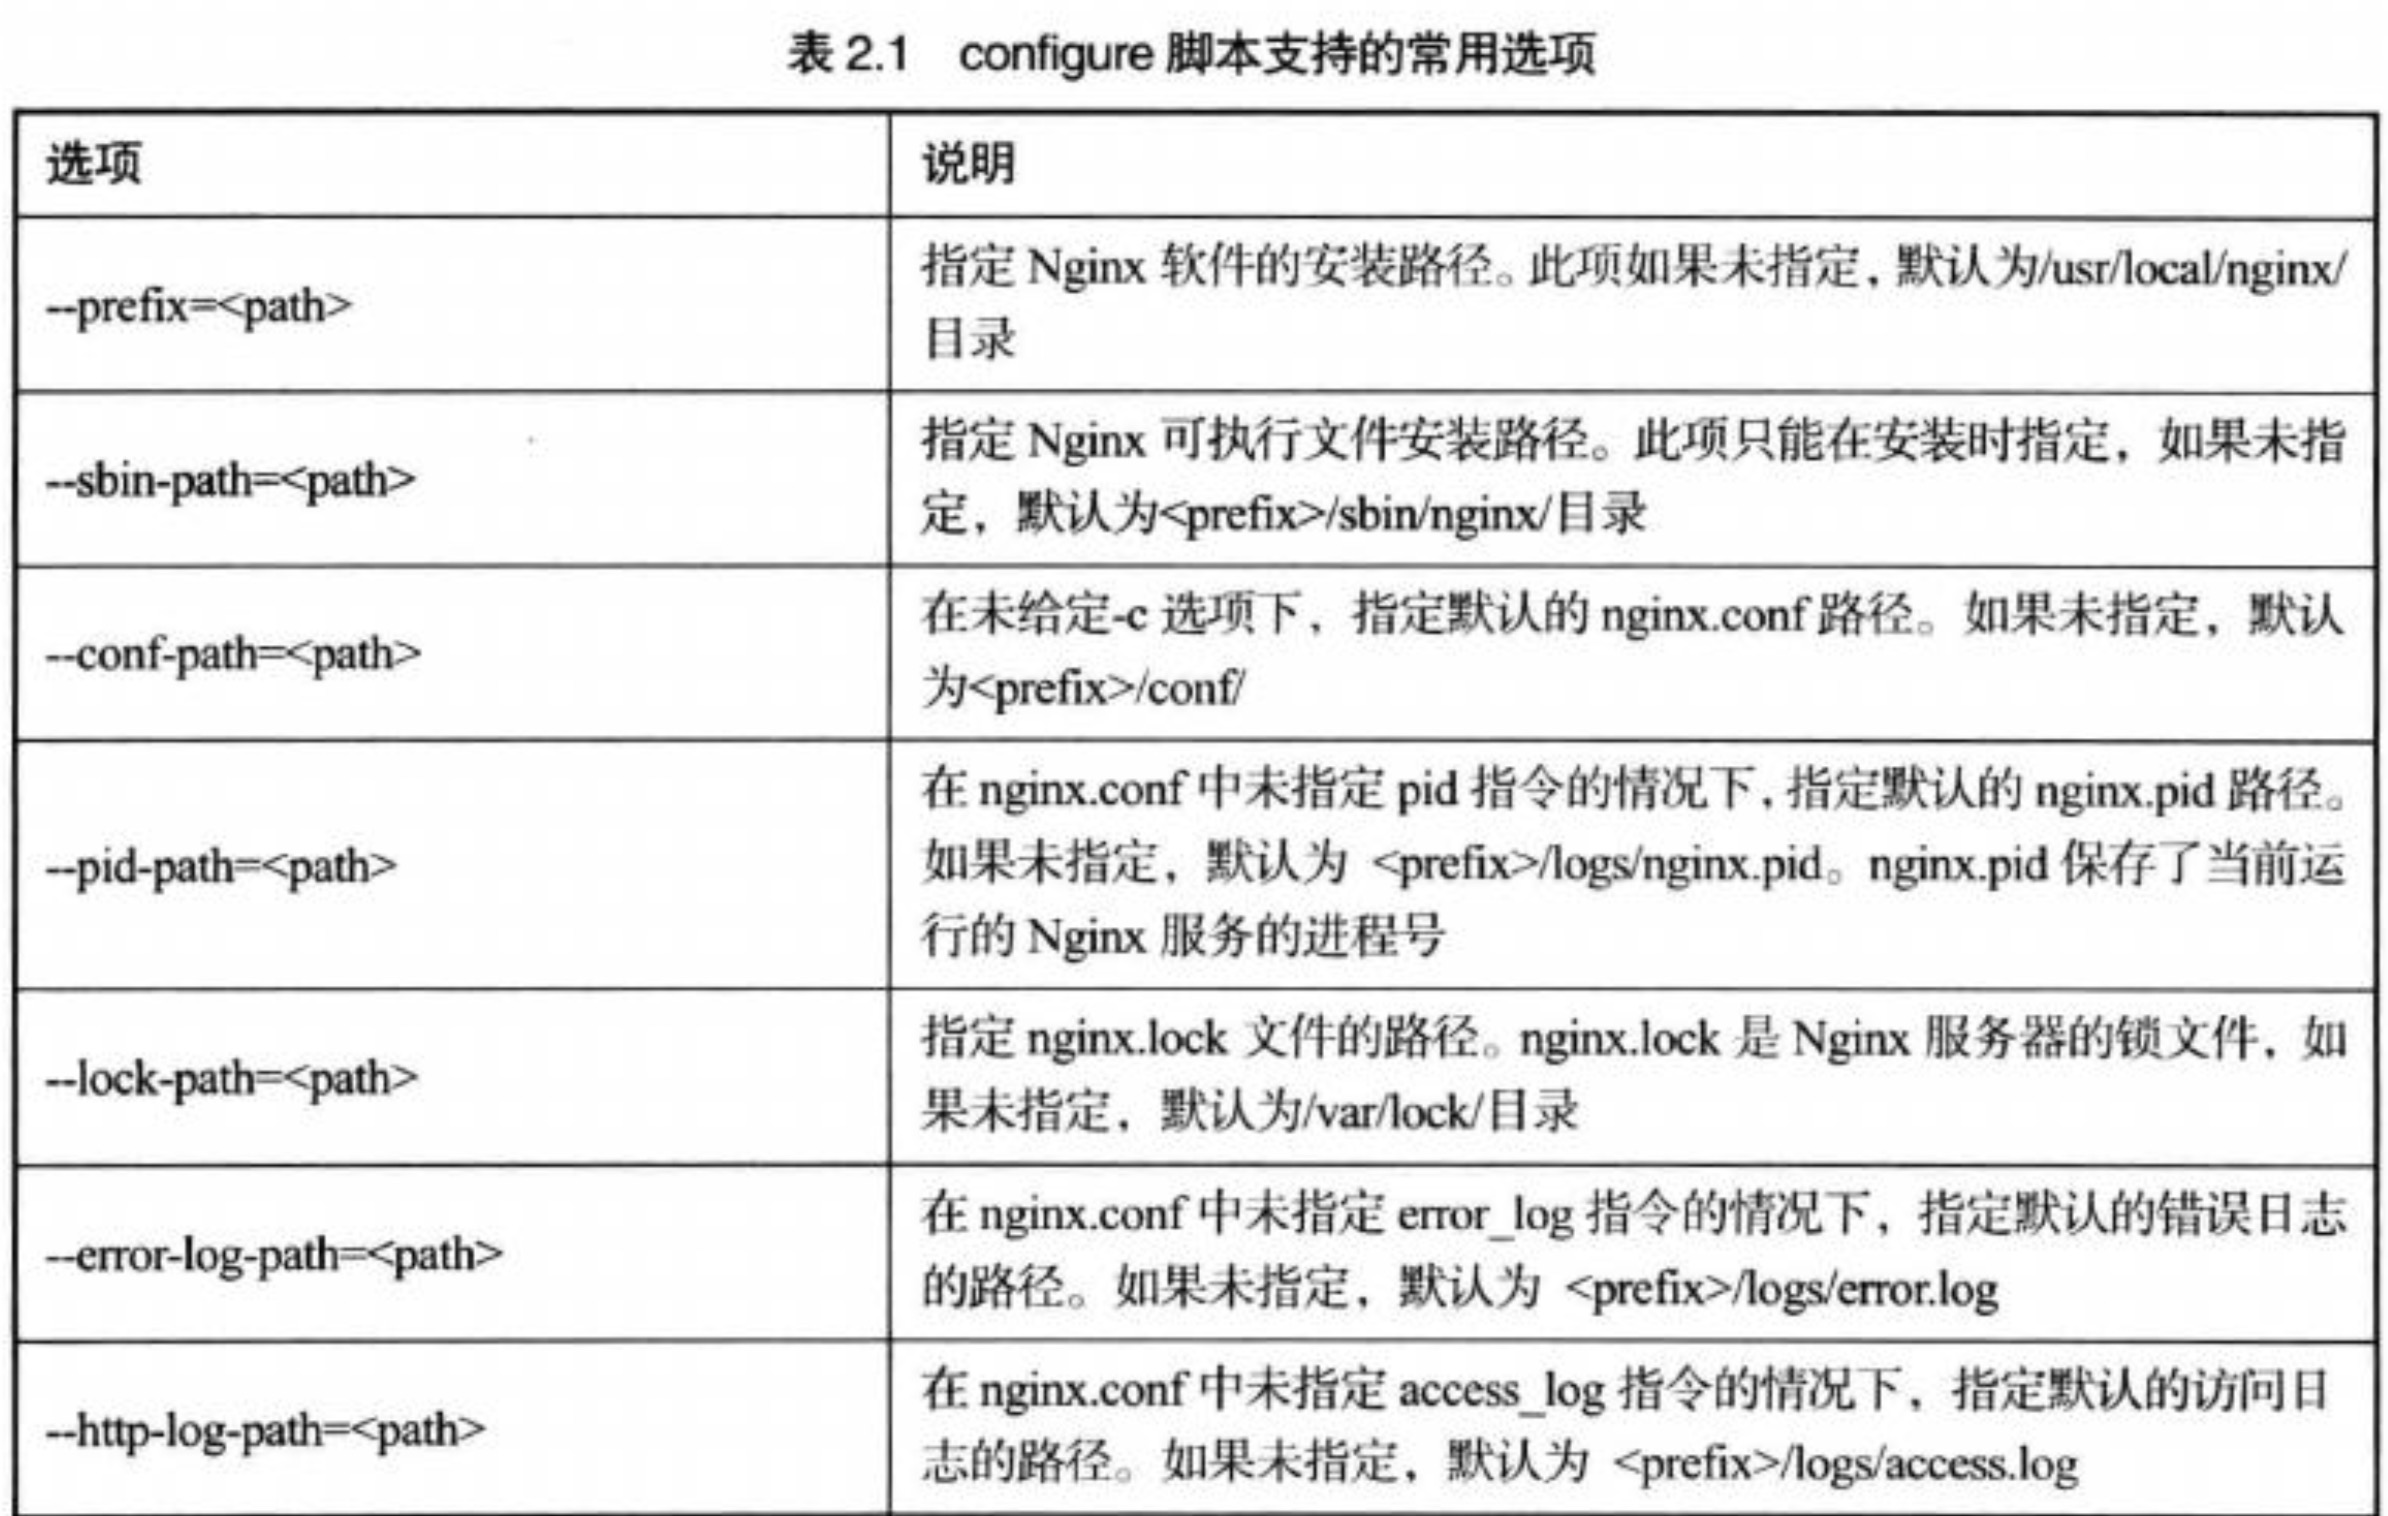 表 2.1 configure 脚本支持的常用选项
选项
说明
--prefix=<path>
指定 Nginx 软件的安装路径。此项如果未指定，默认为/usr/local/nginx/
目录
--sbin-path=<path>
指定 Nginx 可执行文件安装路径。此项只能在安装时指定，如果未指
定，默认为<prefix>/sbin/nginx/目录
--conf-path=<path>
在未给定-c 选项下，指定默认的 nginx.conf 路径。如果未指定，默认
为<prefix>/conf/
--pid-path=<path>
在 nginx.conf 中未指定 pid 指令的情况下，指定默认的 nginx.pid 路径。
如果未指定，默认为 <prefix>/logs/nginx.pid。nginx.pid 保存了当前运
行的 Nginx 服务的进程号
--lock-path=<path>
指定 nginx.lock 文件的路径。nginx.lock 是 Nginx 服务器的锁文件，如
果未指定，默认为/var/lock/目录
--error-log-path=<path>
在 nginx.conf 中未指定 error_log 指令的情况下，指定默认的错误日志
的路径。如果未指定，默认为 <prefix>/logs/error.log
--http-log-path=<path>
在 nginx.conf 中未指定 access_log 指令的情况下，指定默认的访问日
志的路径。如果未指定，默认为 <prefix>/logs/access.log